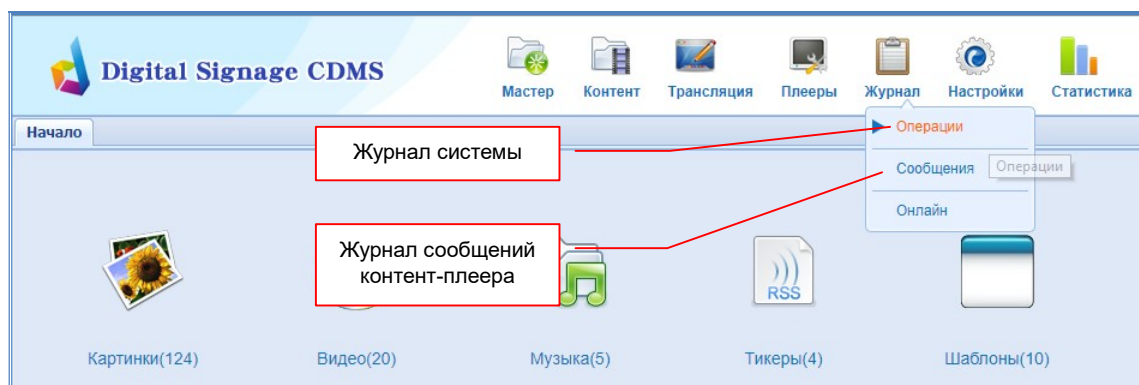 Digital Signage CDMS
Мастер
Контент
Трансляция
Плееры
Журнал
Настройки
Статистика
Начало
Операции
Сообщения
Операции
Онлайн
Журнал системы
Журнал сообщений
контент-плеера
RSS
Картинки(124)
Видео(20)
Музыка(5)
Тикеры(4)
Шаблоны(10)